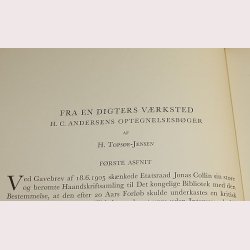 FRA EN DIGTERS VÆRKSTED
H. C. ANDERSENS OPTEGNELSESBØGER
AF
H. Topsøe-Jensen
FØRSTE AFSNIT
Ved Gavebrev af 18.6.1905 skænkede Etatsraad Jonas Collin sin store
og berømte Haandskriftsamling til Det kongelige Bibliotek med den
Bestemmelse, at den efter 20 Aars Forløb skulde underkastes en kritisk